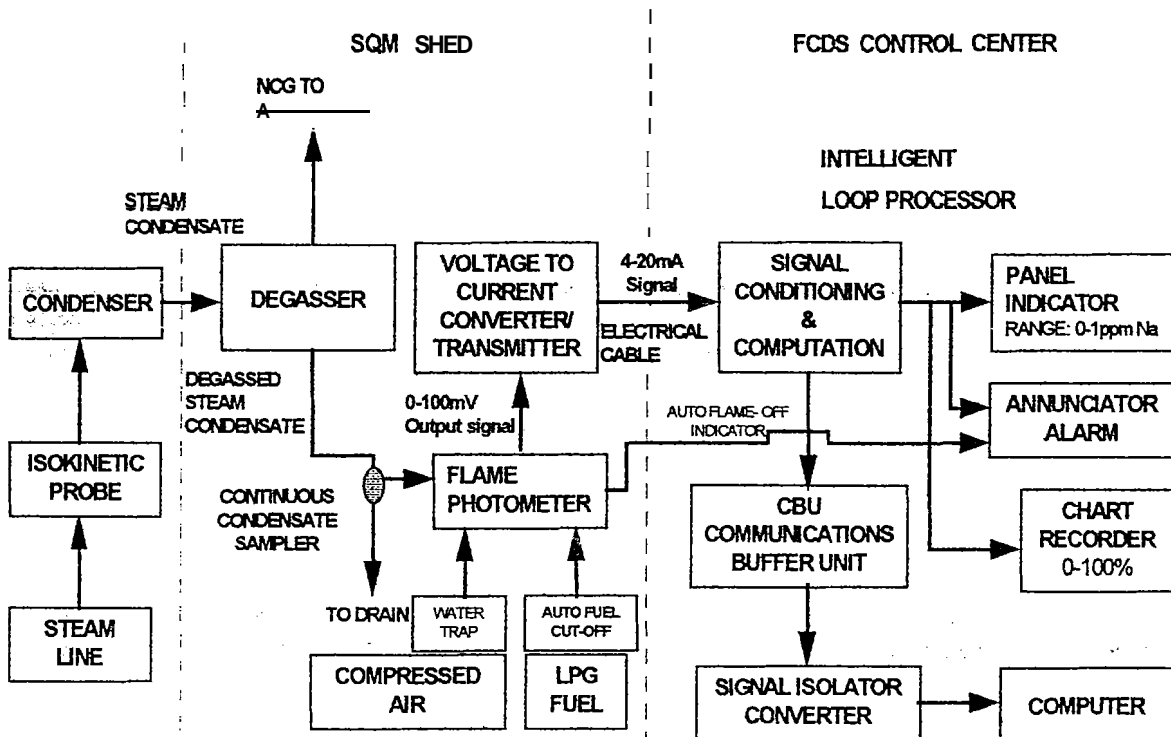 SQM SHED
FCDS CONTROL CENTER
NCG TO
A
INTELLIGENT
LOOP PROCESSOR
STEAM
CONDENSATE
CONDENSER
DEGASSER
VOLTAGE TO
CURRENT
CONVERTER/
TRANSMITTER
4-20mA
Signal
ELECTRICAL
CABLE
SIGNAL
CONDITIONING
&
COMPUTATION
PANEL
INDICATOR
RANGE: 0-1ppm Na
DEGASSED
STEAM
CONDENSATE
0-100mV
Output signal
AUTO FLAME-OFF
INDICATOR
ANNUNCIATOR
ALARM
ISOKINETIC
PROBE
CONTINUOUS
CONDENSATE
SAMPLER
FLAME
PHOTOMETER
CBU
COMMUNICATIONS
BUFFER UNIT
CHART
RECORDER
0-100%
STEAM
LINE
TO DRAIN
WATER
TRAP
AUTO FUEL
CUT-OFF
COMPRESSED
AIR
LPG
FUEL
SIGNAL ISOLATOR
CONVERTER
COMPUTER